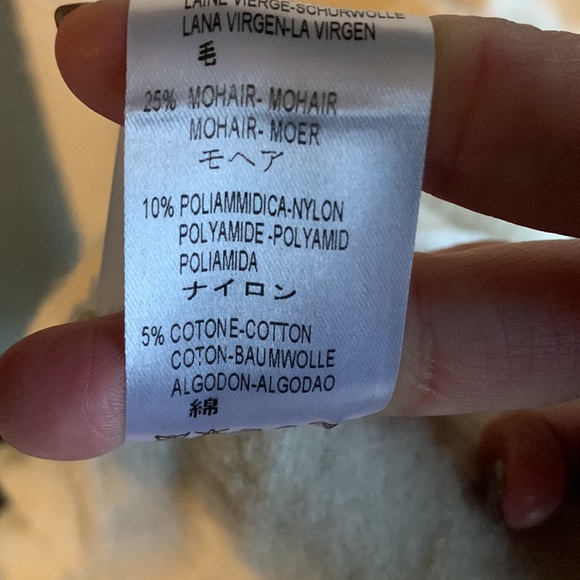 LAINE VIERGE-SCHURWOLLE
LANA VIRGEN-LA VIRGEN
毛
25% MOHAIR- MOHAIR
MOHAIR- MOER
モヘア
10% POLIAMMIDICA-NYLON
POLYAMIDE-POLYAMID
POLIAMIDA
ナイロン
5% COTONE-COTTON
COTON-BAUMWOLLE
ALGODON-ALGODAO
綿